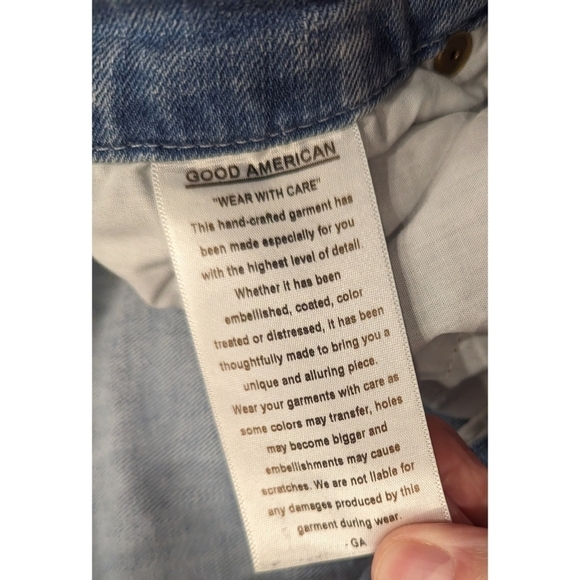 GOOD AMERICAN
"WEAR WITH CARE"
This hand-crafted garment has
been made especially for you
with the highest level of detail.
Whether it has been
embellished, coated, color
treated or distressed, it has been
thoughtfully made to bring you a
unique and alluring piece.
Wear your garments with care as
some colors may transfer, holes
may become bigger and
embellishments may cause
scratches. We are not liable for
any damages produced by this
garment during wear.
- GA